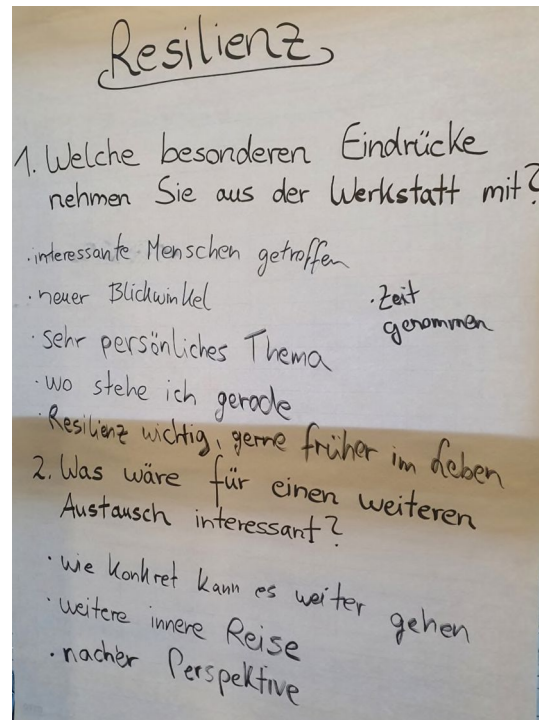 Resilienz
1. Welche besonderen Eindrücke
nehmen Sie aus der Werkstatt mit?
· interessante Menschen getroffen
· neuer Blickwinkel
· Zeit
genommen
· sehr persönliches Thema
· wo stehe ich gerade
· Resilienz wichtig, gerne früher im Leben
2. Was wäre für einen weiteren
Austausch interessant?
· wie konkret kann es weiter gehen
· weitere innere Reise
· nacher Perspektive